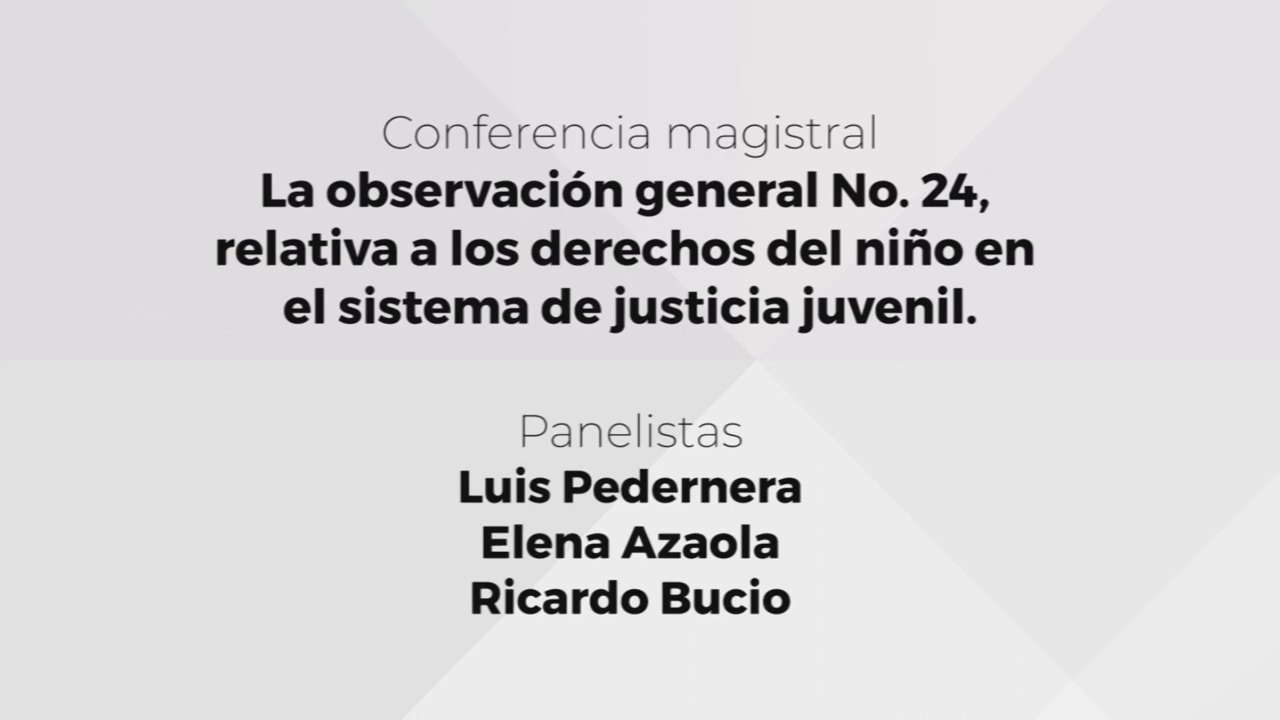 Conferencia magistral
La observación general No. 24,
relativa a los derechos del niño en
el sistema de justicia juvenil.
Panelistas
Luis Pedernera
Elena Azaola
Ricardo Bucio